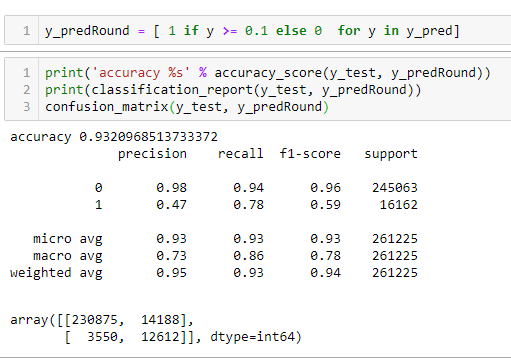 1 y_predRound = [ 1 if y >= 0.1 else 0  for y in y_pred]
1 print('accuracy %s' % accuracy_score(y_test, y_predRound))
2 print(classification_report(y_test, y_predRound))
3 confusion_matrix(y_test, y_predRound)
accuracy 0.9320968513733372
precision recall f1-score support
0 0.98 0.94 0.96 245063
1 0.47 0.78 0.59 16162
micro avg 0.93 0.93 0.93 261225
macro avg 0.73 0.86 0.78 261225
weighted avg 0.95 0.93 0.94 261225
array([[230875, 14188],
[ 3550, 12612]], dtype=int64)